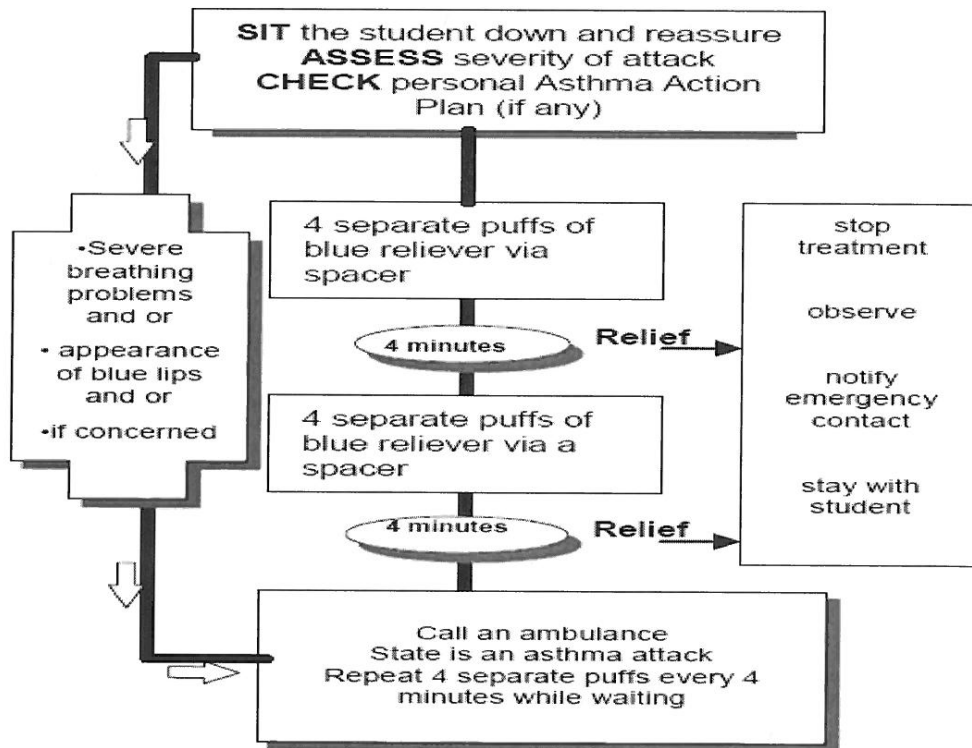 SIT the student down and reassure
ASSESS severity of attack
CHECK personal Asthma Action
Plan (if any)
•Severe
breathing
problems
and or
• appearance
of blue lips
and or
•if concerned
4 separate puffs of
blue reliever via
spacer
4 minutes
Relief
4 separate puffs of
blue reliever via a
spacer
4 minutes
Relief
stop
treatment
observe
notify
emergency
contact
stay with
student
Call an ambulance
State is an asthma attack
Repeat 4 separate puffs every 4
minutes while waiting